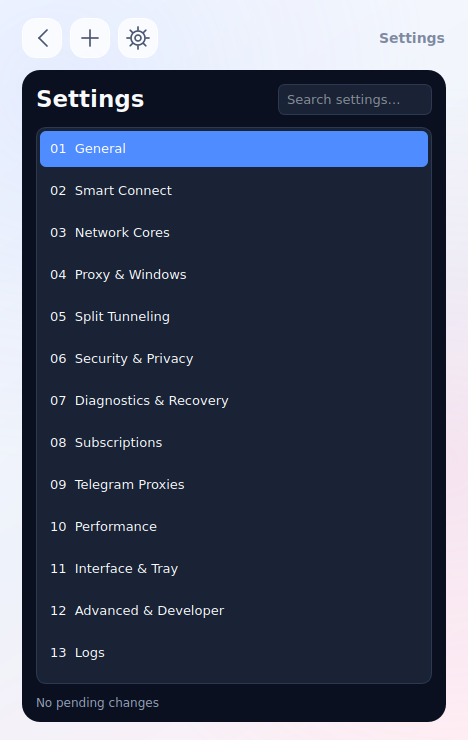 Settings
Settings
Search settings...
01 General
02 Smart Connect
03 Network Cores
04 Proxy & Windows
05 Split Tunneling
06 Security & Privacy
07 Diagnostics & Recovery
08 Subscriptions
09 Telegram Proxies
10 Performance
11 Interface & Tray
12 Advanced & Developer
13 Logs
No pending changes